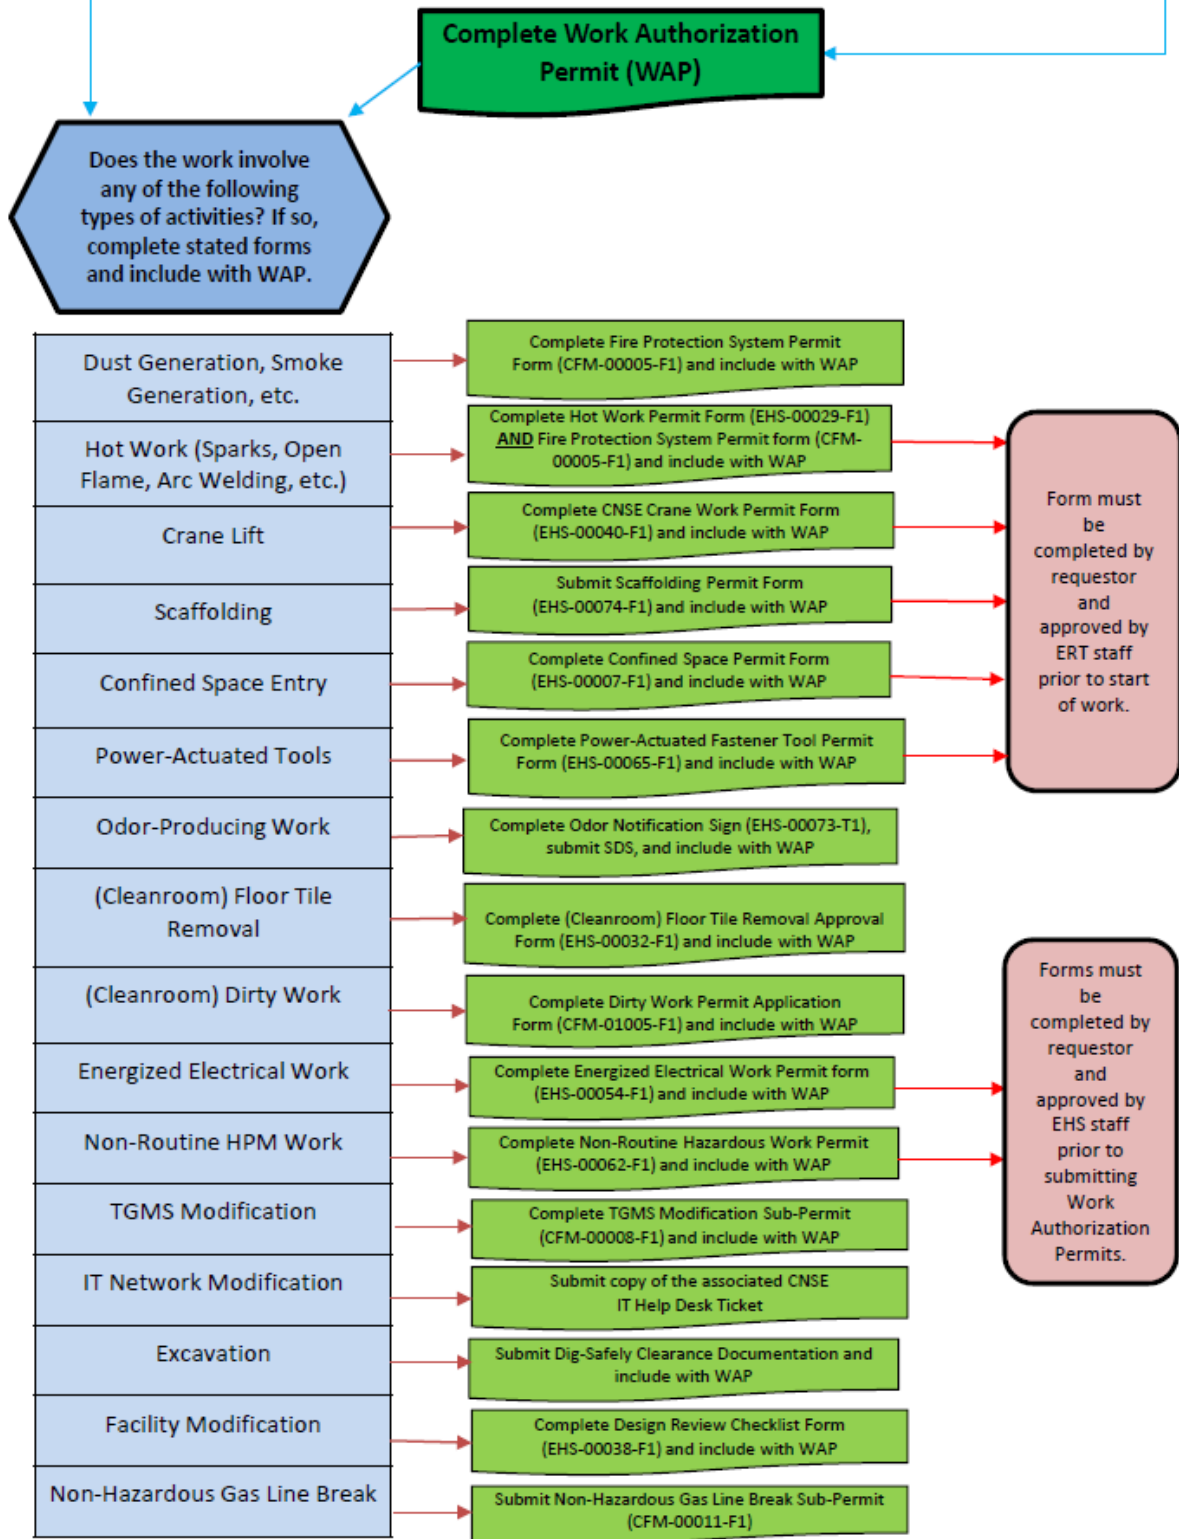 Complete Work Authorization
Permit (WAP)
Does the work involve
any of the following
types of activities? If so,
complete stated forms
and include with WAP.
Dust Generation, Smoke
Generation, etc.
Complete Fire Protection System Permit
Form (CFM-00005-F1) and include with WAP
Hot Work (Sparks, Open
Flame, Arc Welding, etc.)
Complete Hot Work Permit Form (EHS-00029-F1)
AND Fire Protection System Permit form (CFM-
00005-F1) and include with WAP
Crane Lift
Complete CNSE Crane Work Permit Form
(EHS-00040-F1) and include with WAP
Scaffolding
Submit Scaffolding Permit Form
(EHS-00074-F1) and include with WAP
Confined Space Entry
Complete Confined Space Permit Form
(EHS-00007-F1) and include with WAP
Power-Actuated Tools
Complete Power-Actuated Fastener Tool Permit
Form (EHS-00065-F1) and include with WAP
Form must
be
completed by
requestor
and
approved by
ERT staff
prior to start
of work.
Odor-Producing Work
Complete Odor Notification Sign (EHS-00073-T1),
submit SDS, and include with WAP
(Cleanroom) Floor Tile
Removal
Complete (Cleanroom) Floor Tile Removal Approval
Form (EHS-00032-F1) and include with WAP
(Cleanroom) Dirty Work
Complete Dirty Work Permit Application
Form (CFM-01005-F1) and include with WAP
Energized Electrical Work
Complete Energized Electrical Work Permit form
(EHS-00054-F1) and include with WAP
Non-Routine HPM Work
Complete Non-Routine Hazardous Work Permit
(EHS-00062-F1) and include with WAP
Forms must
be
completed by
requestor
and
approved by
EHS staff
prior to
submitting
Work
Authorization
Permits.
TGMS Modification
Complete TGMS Modification Sub-Permit
(CFM-00008-F1) and include with WAP
IT Network Modification
Submit copy of the associated CNSE
IT Help Desk Ticket
Excavation
Submit Dig-Safely Clearance Documentation and
include with WAP
Facility Modification
Complete Design Review Checklist Form
(EHS-00038-F1) and include with WAP
Non-Hazardous Gas Line Break
Submit Non-Hazardous Gas Line Break Sub-Permit
(CFM-00011-F1)